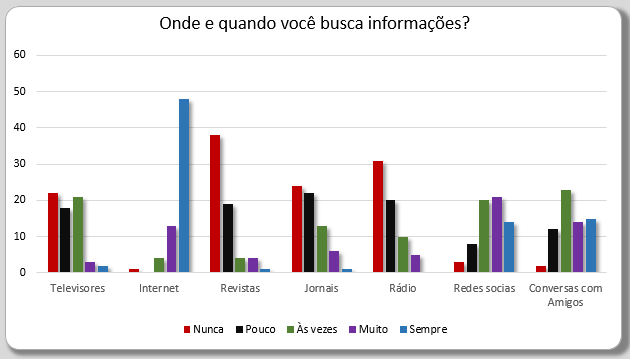 Onde e quando você busca informações?
60
50
40
30
20
10
0
Televisores
Internet
Revistas
Jornais
Rádio
Redes socias
Conversas com
Amigos
Nunca
Pouco
Às vezes
Muito
Sempre